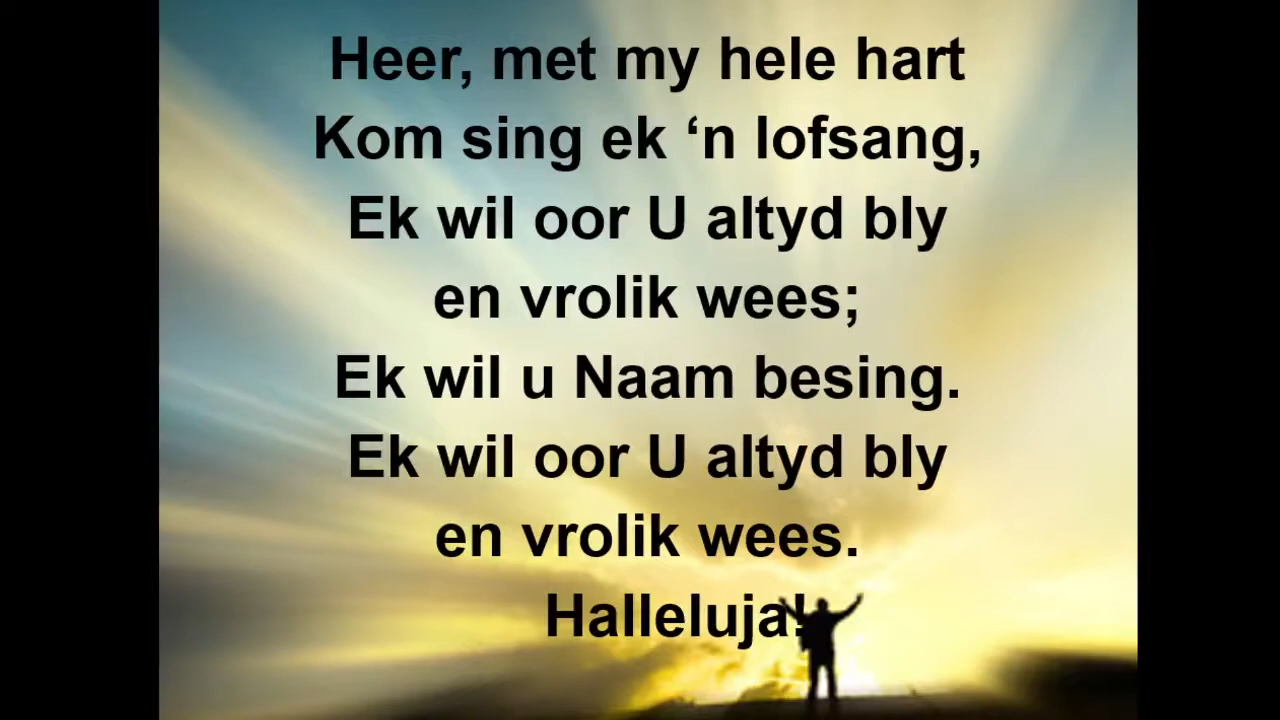 Heer, met my hele hart
Kom sing ek ‘n lofsang,
Ek wil oor U altyd bly
en vrolik wees;
Ek wil u Naam besing.
Ek wil oor U altyd bly
en vrolik wees.
Halleluja!